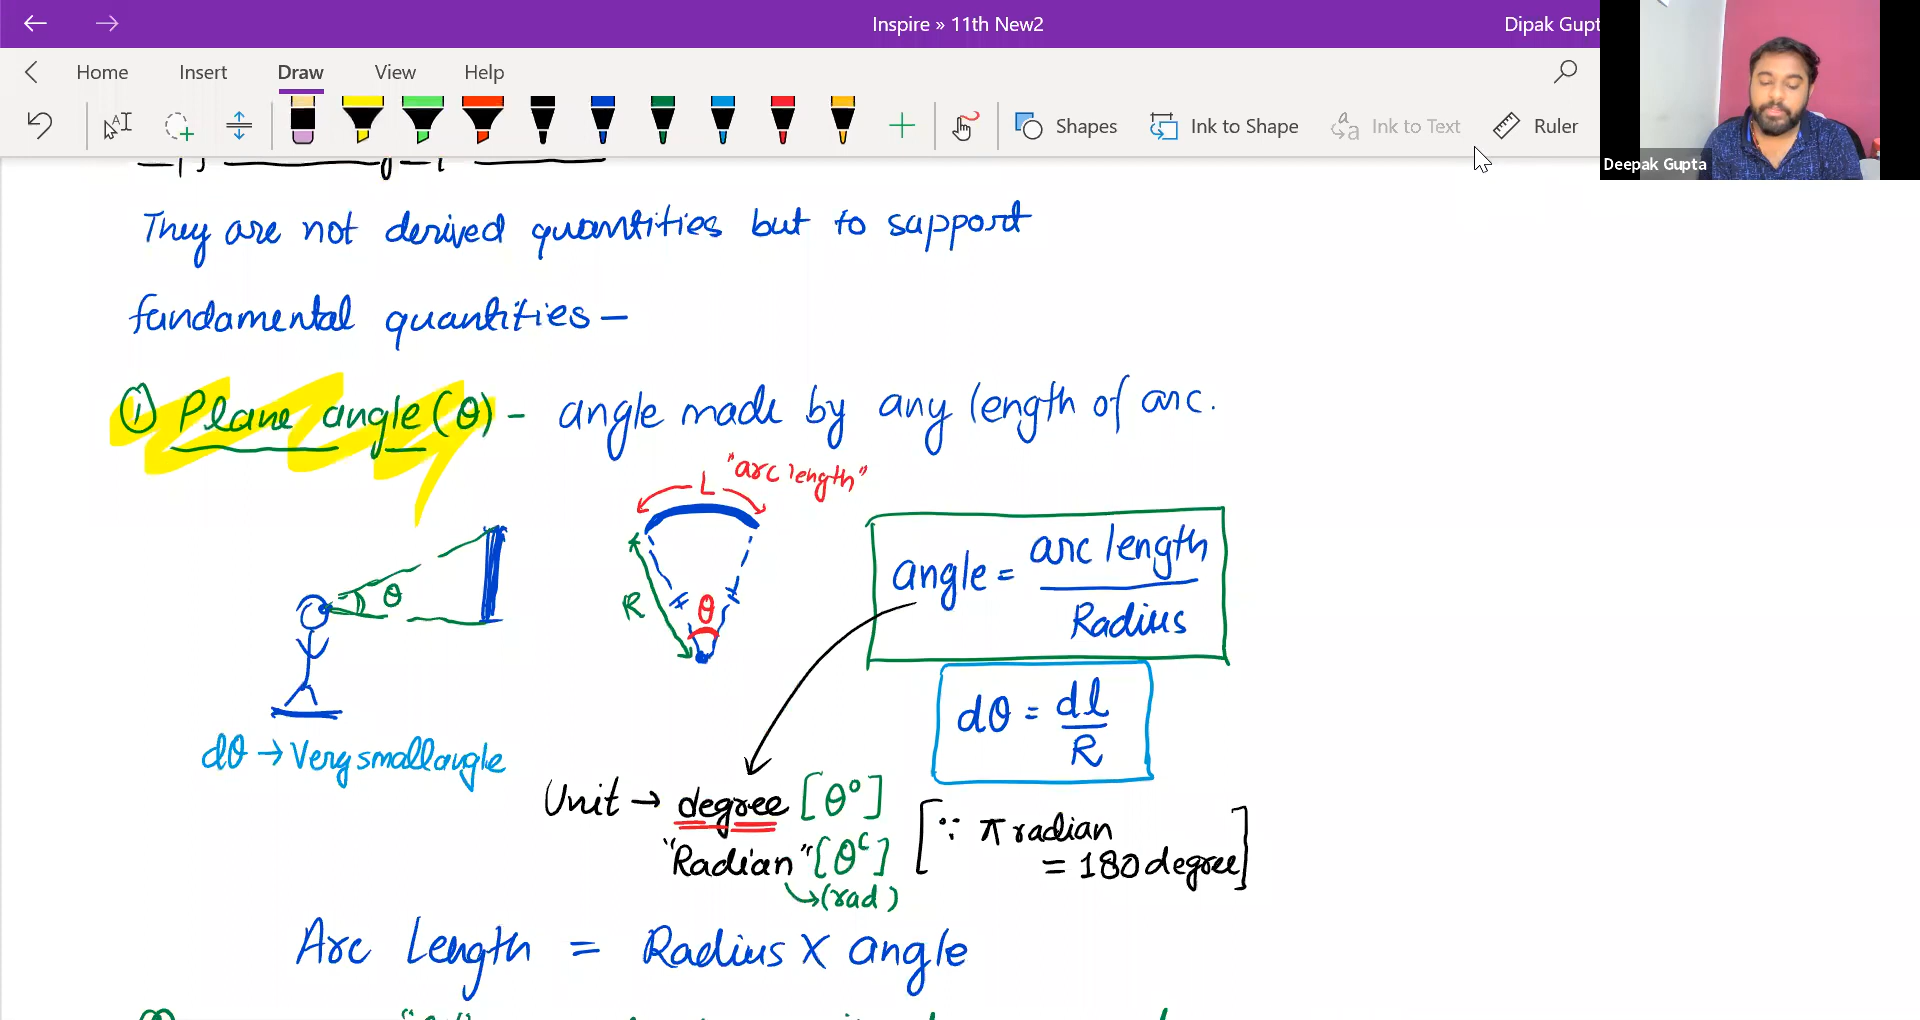 Inspire » 11th New2
Dipak Gupt
Home Insert Draw View Help
Shapes Ink to Shape Ink to Text Ruler
Deepak Gupta
They are not derived quantities but to support
fundamental quantities –
① Plane angle (θ) - angle made by any length of arc.
L "arc length"
θ
R
θ
angle = arc length / Radius
dθ = dl / R
dθ → Very small angle
Unit → degree [θ°]
"Radian" [θᶜ]
↳ (rad)
[∵ π radian
= 180 degree]
Arc Length = Radius X angle